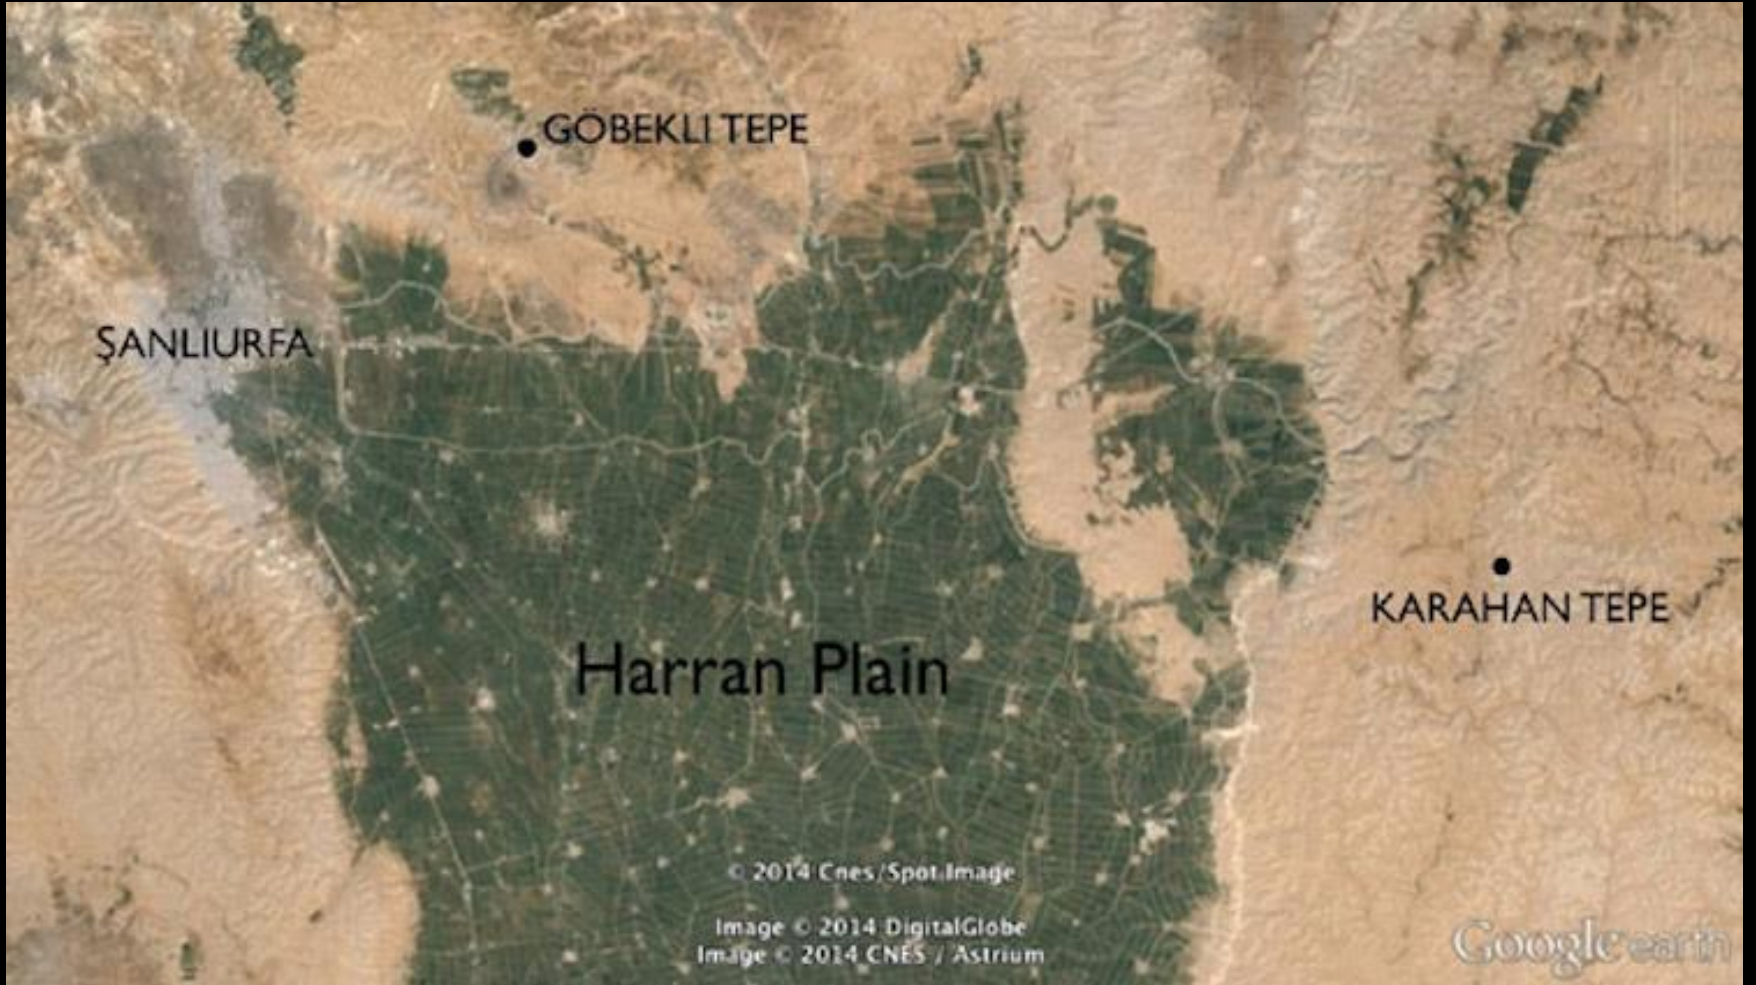 GÖBEKLI TEPE
ŞANLIURFA
KARAHAN TEPE
Harran Plain
© 2014 Cnes/Spot Image
Image © 2014 DigitalGlobe
Image © 2014 CNES / Astrium
Google earth